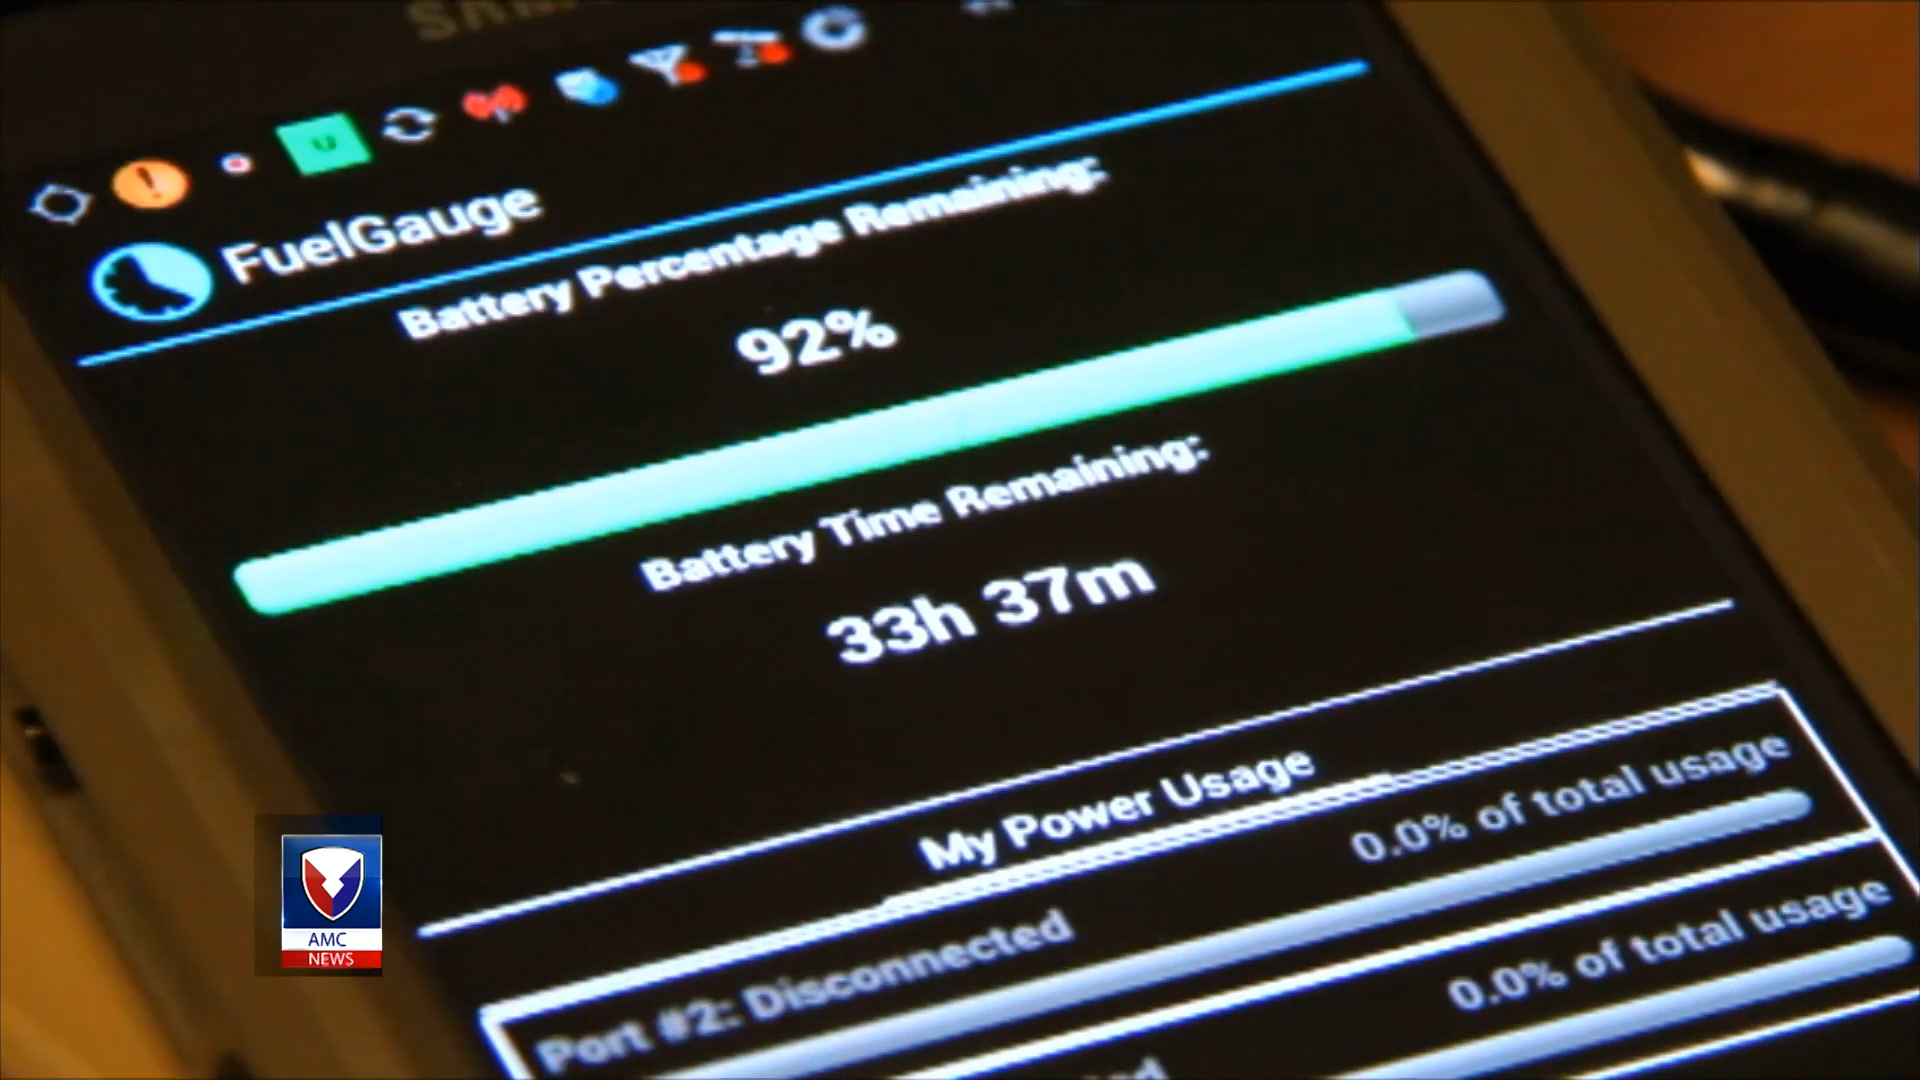 U
FuelGauge
Battery Percentage Remaining:
92%
Battery Time Remaining:
33h 37m
My Power Usage
0.0% of total usage
Port #2: Disconnected
0.0% of total usage
AMC
NEWS